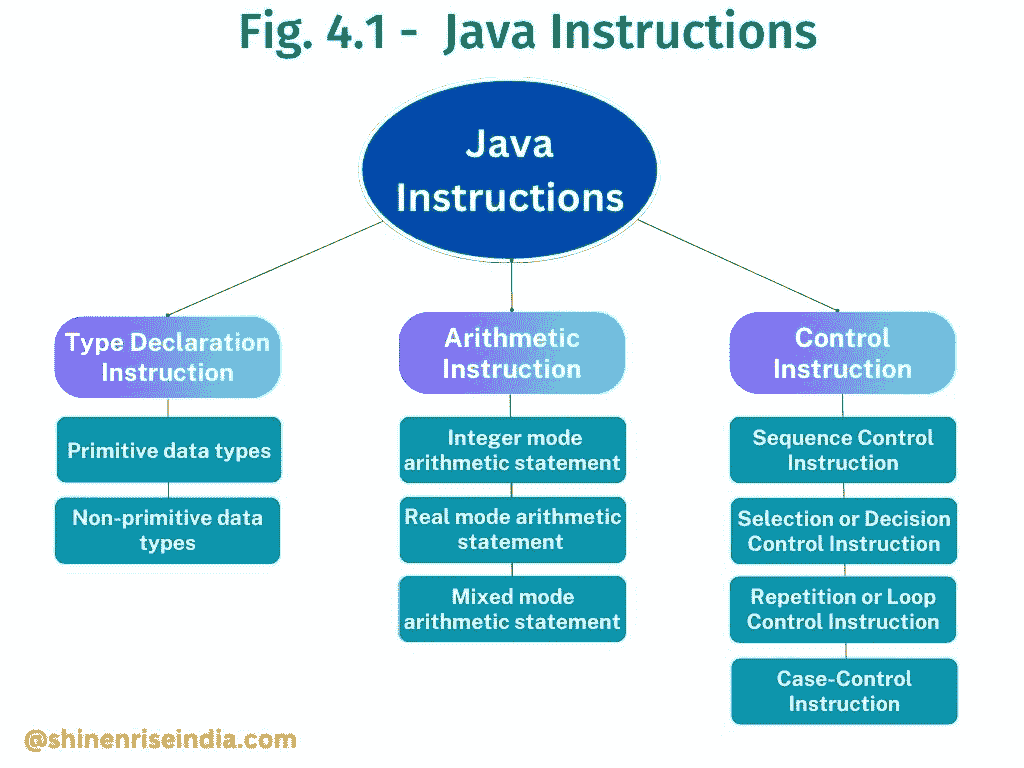 Fig. 4.1 - Java Instructions
Java
Instructions
Type Declaration
Instruction
Primitive data types
Non-primitive data
types
Arithmetic
Instruction
Integer mode
arithmetic statement
Real mode arithmetic
statement
Mixed mode
arithmetic statement
Control
Instruction
Sequence Control
Instruction
Selection or Decision
Control Instruction
Repetition or Loop
Control Instruction
Case-Control
Instruction
@shinenriseindia.com